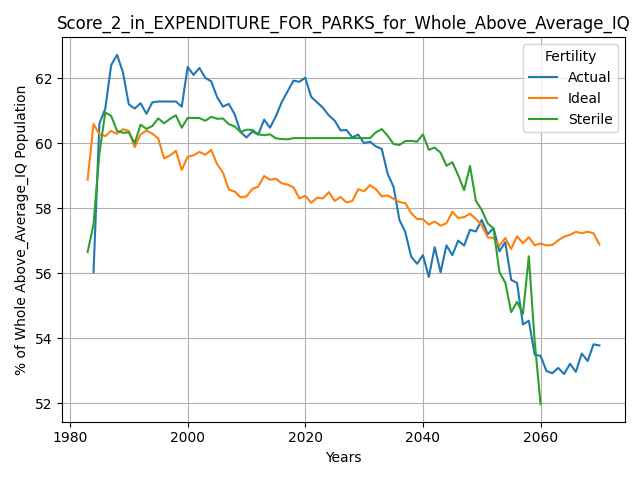 Score_2_in_EXPENDITURE_FOR_PARKS_for_Whole_Above_Average_IQ
Fertility
Actual
Ideal
Sterile
% of Whole Above_Average_IQ Population
62
60
58
56
54
52
1980
2000
2020
2040
2060
Years